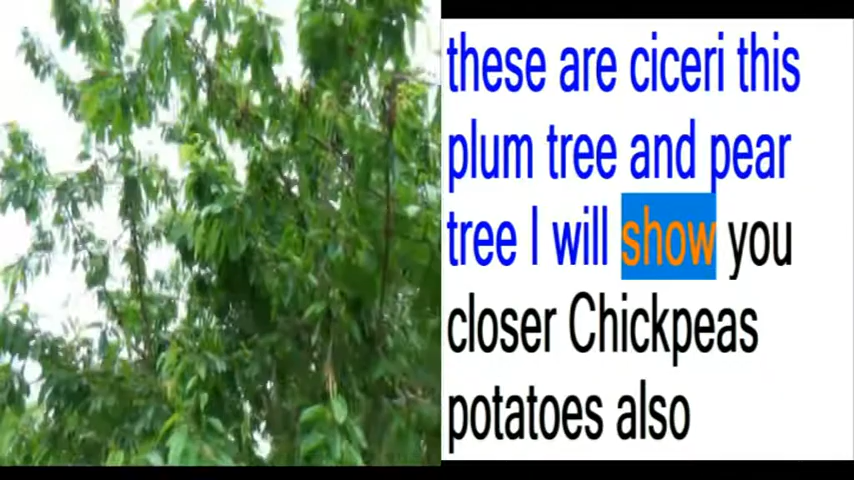 these are ciceri this
plum tree and pear
tree I will show you
closer Chickpeas
potatoes also